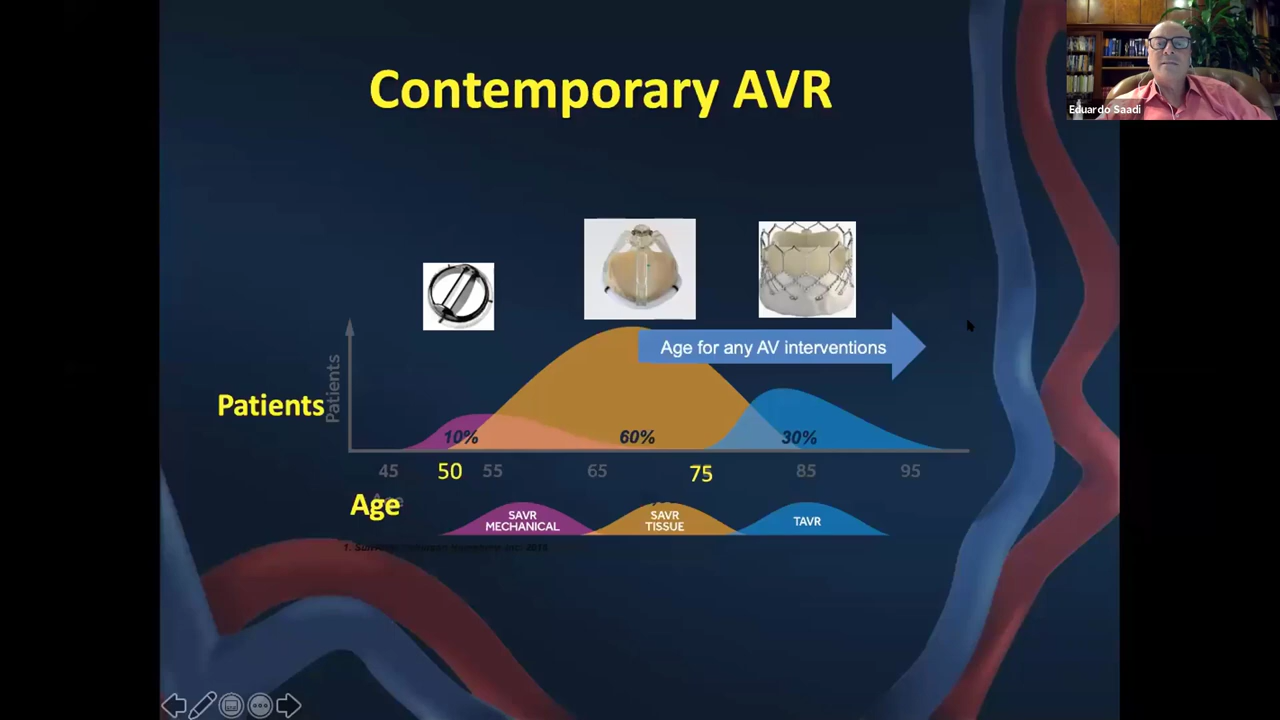 Contemporary AVR
Eduardo Saadi
Age for any AV interventions
Patients
Patients
10%
60%
30%
45
50
55
65
75
85
95
Age
Age
SAVR
MECHANICAL
SAVR
TISSUE
TAVR